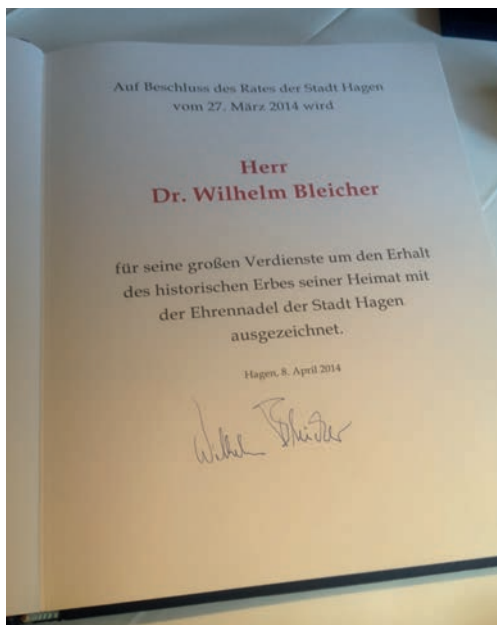 Auf Beschluss des Rates der Stadt Hagen
vom 27. März 2014 wird
Herr
Dr. Wilhelm Bleicher
für seine großen Verdienste um den Erhalt
des historischen Erbes seiner Heimat mit
der Ehrennadel der Stadt Hagen
ausgezeichnet.
Hagen, 8. April 2014
Wilhelm Bleicher